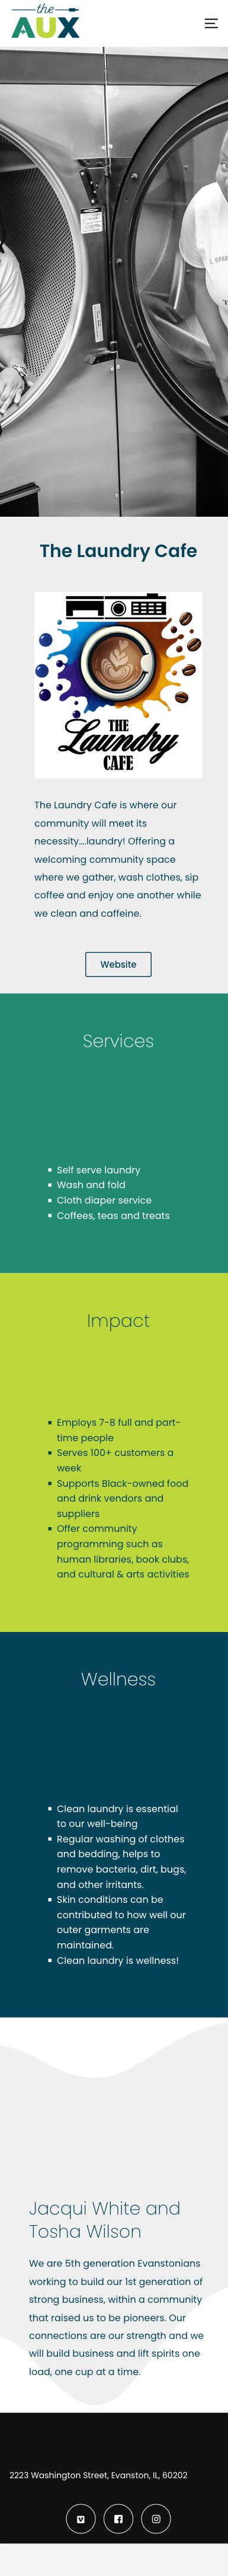 the
AUX
The Laundry Cafe
THE
Laundry
CAFE
The Laundry Cafe is where our
community will meet its
necessity....laundry! Offering a
welcoming community space
where we gather, wash clothes, sip
coffee and enjoy one another while
we clean and caffeine.
Website
Services
Self serve laundry
Wash and fold
Cloth diaper service
Coffees, teas and treats
Impact
Employs 7-8 full and part-
time people
Serves 100+ customers a
week
Supports Black-owned food
and drink vendors and
suppliers
Offer community
programming such as
human libraries, book clubs,
and cultural & arts activities
Wellness
Clean laundry is essential
to our well-being
Regular washing of clothes
and bedding, helps to
remove bacteria, dirt, bugs,
and other irritants.
Skin conditions can be
contributed to how well our
outer garments are
maintained.
Clean laundry is wellness!
Jacqui White and
Tosha Wilson
We are 5th generation Evanstonians
working to build our 1st generation of
strong business, within a community
that raised us to be pioneers. Our
connections are our strength and we
will build business and lift spirits one
load, one cup at a time.
2223 Washington Street, Evanston, IL, 60202